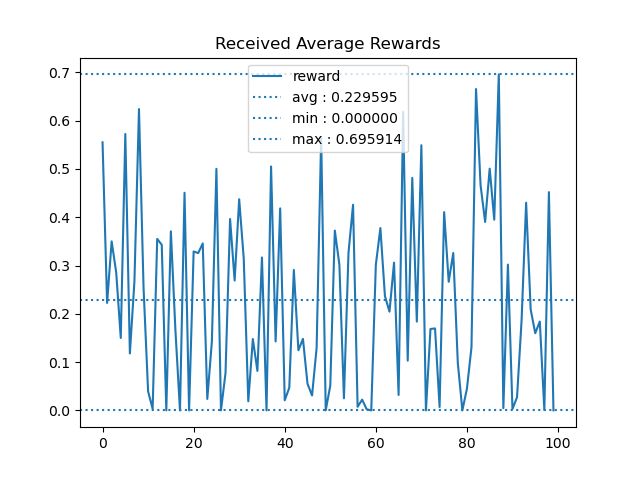 Received Average Rewards
reward
avg : 0.229595
min : 0.000000
max : 0.695914
0.7
0.6
0.5
0.4
0.3
0.2
0.1
0.0
0 20 40 60 80 100